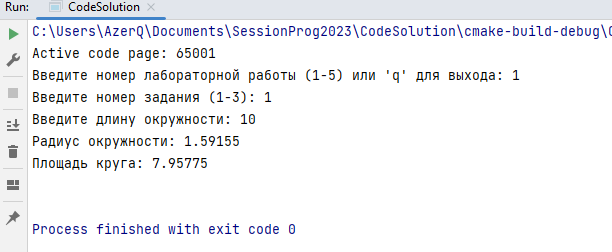 Run: CodeSolution
C:\Users\AzerQ\Documents\SessionProg2023\CodeSolution\cmake-build-debug\
Active code page: 65001
Введите номер лабораторной работы (1-5) или 'q' для выхода: 1
Введите номер задания (1-3): 1
Введите длину окружности: 10
Радиус окружности: 1.59155
Площадь круга: 7.95775
Process finished with exit code 0